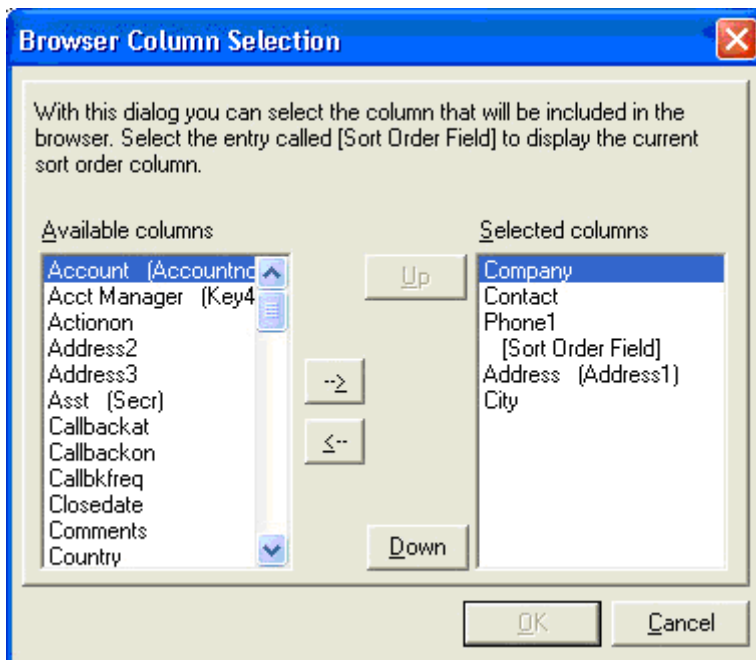 Browser Column Selection
With this dialog you can select the column that will be included in the
browser. Select the entry called [Sort Order Field] to display the current
sort order column.
Available columns
Account (Accountno
Acct Manager (Key4
Actionon
Address2
Address3
Asst (Secr)
Callbackat
Callbackon
Callbkfreq
Closedate
Comments
Country
Up
-->
<--
Down
Selected columns
Company
Contact
Phone1
[Sort Order Field]
Address (Address1)
City
OK
Cancel